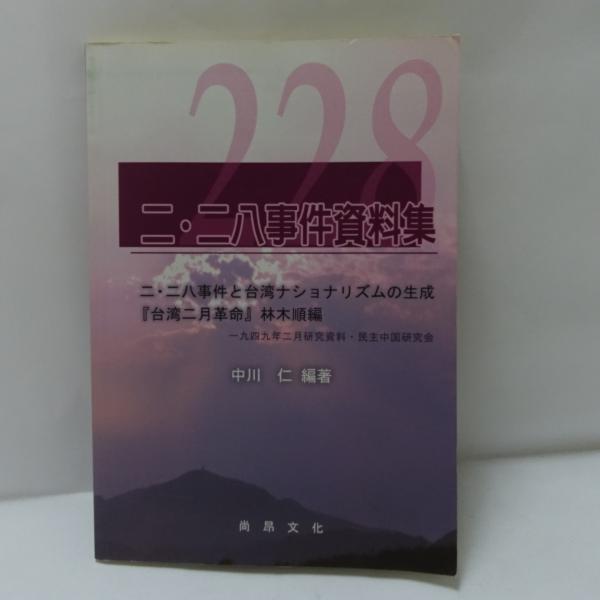 228
二・二八事件資料集
二・二八事件と台湾ナショナリズムの生成
『台湾二月革命』林木順編
一九四九年二月研究資料・民主中国研究会
中川 仁 編著
尚昂文化